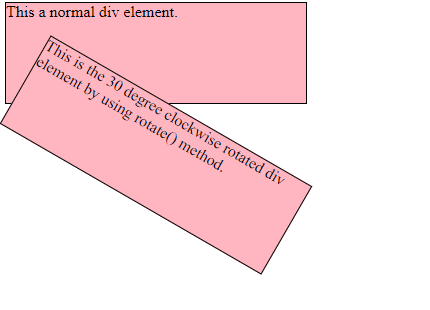 This a normal div element.
This is the 30 degree clockwise rotated div
element by using rotate() method.